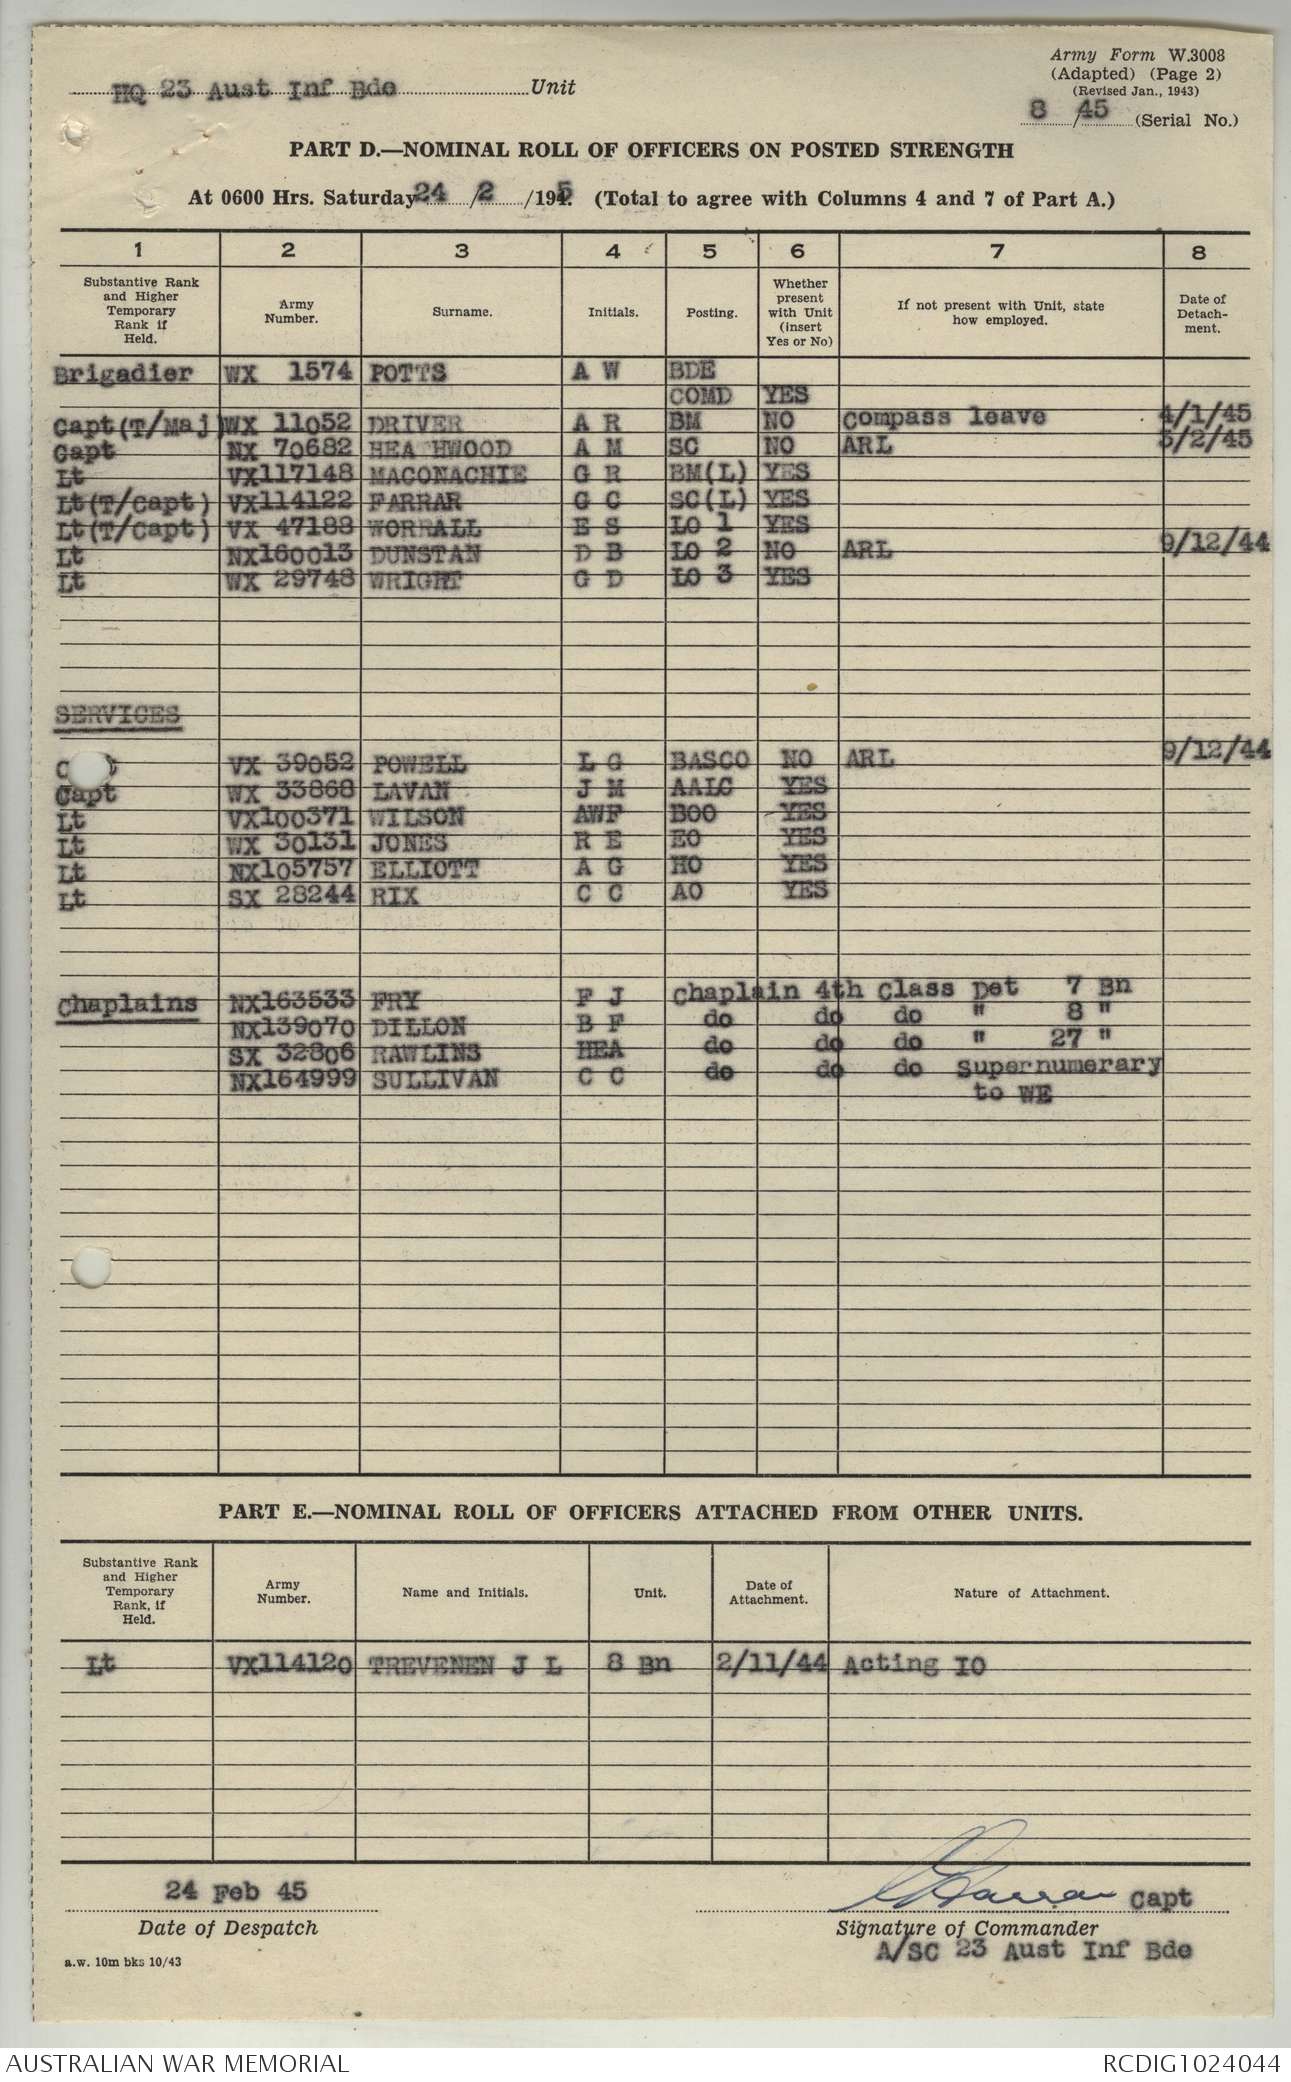 Army Form W.3008
(Adapted) (Page 2)
(Revised Jan., 1943)
HQ 23 Aust Inf Bde Unit
8/45 (Serial No.)
PART D.—NOMINAL ROLL OF OFFICERS ON POSTED STRENGTH
At 0600 Hrs. Saturday 24/2/1945 (Total to agree with Columns 4 and 7 of Part A.)
1 2 3 4 5 6 7 8
Substantive Rank and Higher Temporary Rank if Held. Army Number. Surname. Initials. Posting. Whether present with Unit (insert Yes or No) If not present with Unit, state how employed. Date of Detach-ment.
Brigadier WX 1574 POTTS A W BDE
COMD YES
Capt(T/Maj) WX 11052 DRIVER A R BM NO Compass leave 4/1/45
Capt NX 70682 HEATHWOOD A M SC NO ARL 5/2/45
Lt VX117148 MACONACHIE G R BM(L) YES
Lt(T/Capt) VX114122 FARRAR G C SC(L) YES
Lt(T/Capt) VX 47188 WORRALL E S LO 1 YES
Lt NX160013 DUNSTAN D B LO 2 NO ARL 9/12/44
Lt WX 29748 WRIGHT G D LO 3 YES
SERVICES
VX 39052 POWELL L G BASCO NO ARL 9/12/44
Capt WX 33868 LAVAN J M AALC YES
Lt VX100371 WILSON AWF BOO YES
Lt WX 30131 JONES R E EO YES
Lt NX105757 ELLIOTT A G HO YES
Lt SX 28244 RIX C C AO YES
Chaplains NX163533 FRY F J Chaplain 4th Class Det 7 Bn
NX139070 DILLON B F do do do " 8 "
SX 32806 RAWLINS HEA do do do " 27 "
NX164999 SULLIVAN C C do do do Supernumerary
to WE
PART E.—NOMINAL ROLL OF OFFICERS ATTACHED FROM OTHER UNITS.
Substantive Rank and Higher Temporary Rank, if Held. Army Number. Name and Initials. Unit. Date of Attachment. Nature of Attachment.
Lt VX114120 TREVENEN J L 8 Bn 2/11/44 Acting IO
24 Feb 45
Date of Despatch
Capt
Signature of Commander
A/SC 23 Aust Inf Bde
a.w. 10m bks 10/43
AUSTRALIAN WAR MEMORIAL RCDIG1024044